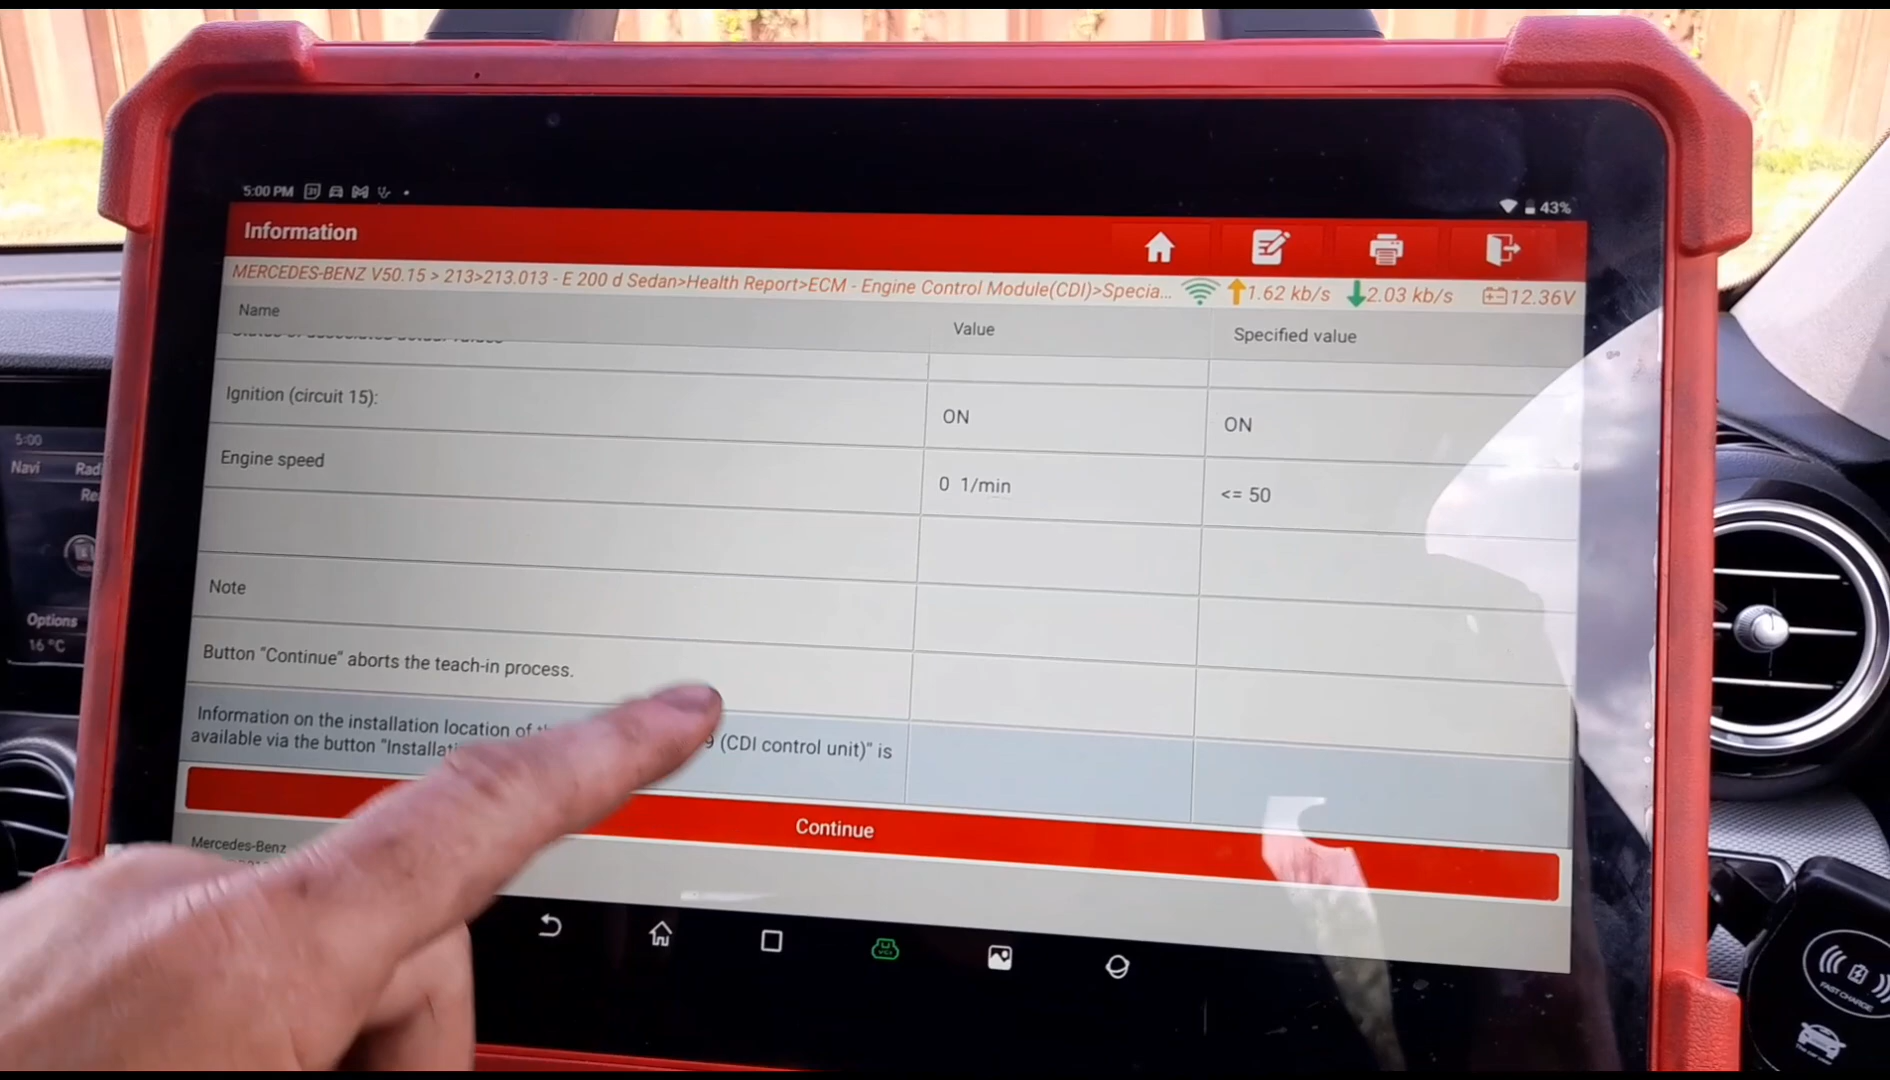 5:00 PM
43%
Information
MERCEDES-BENZ V50.15 > 213>213.013 - E 200 d Sedan>Health Report>ECM - Engine Control Module(CDI)>Specia...
1.62 kb/s
2.03 kb/s
12.36V
Name
Value
Specified value
Ignition (circuit 15):
ON
ON
Engine speed
0 1/min
<= 50
Note
Button "Continue" aborts the teach-in process.
Information on the installation location of
(CDI control unit)" is
available via the button
Continue
Mercedes-Benz
5:00
Navi
Options
16 °C
FAST CHARGE